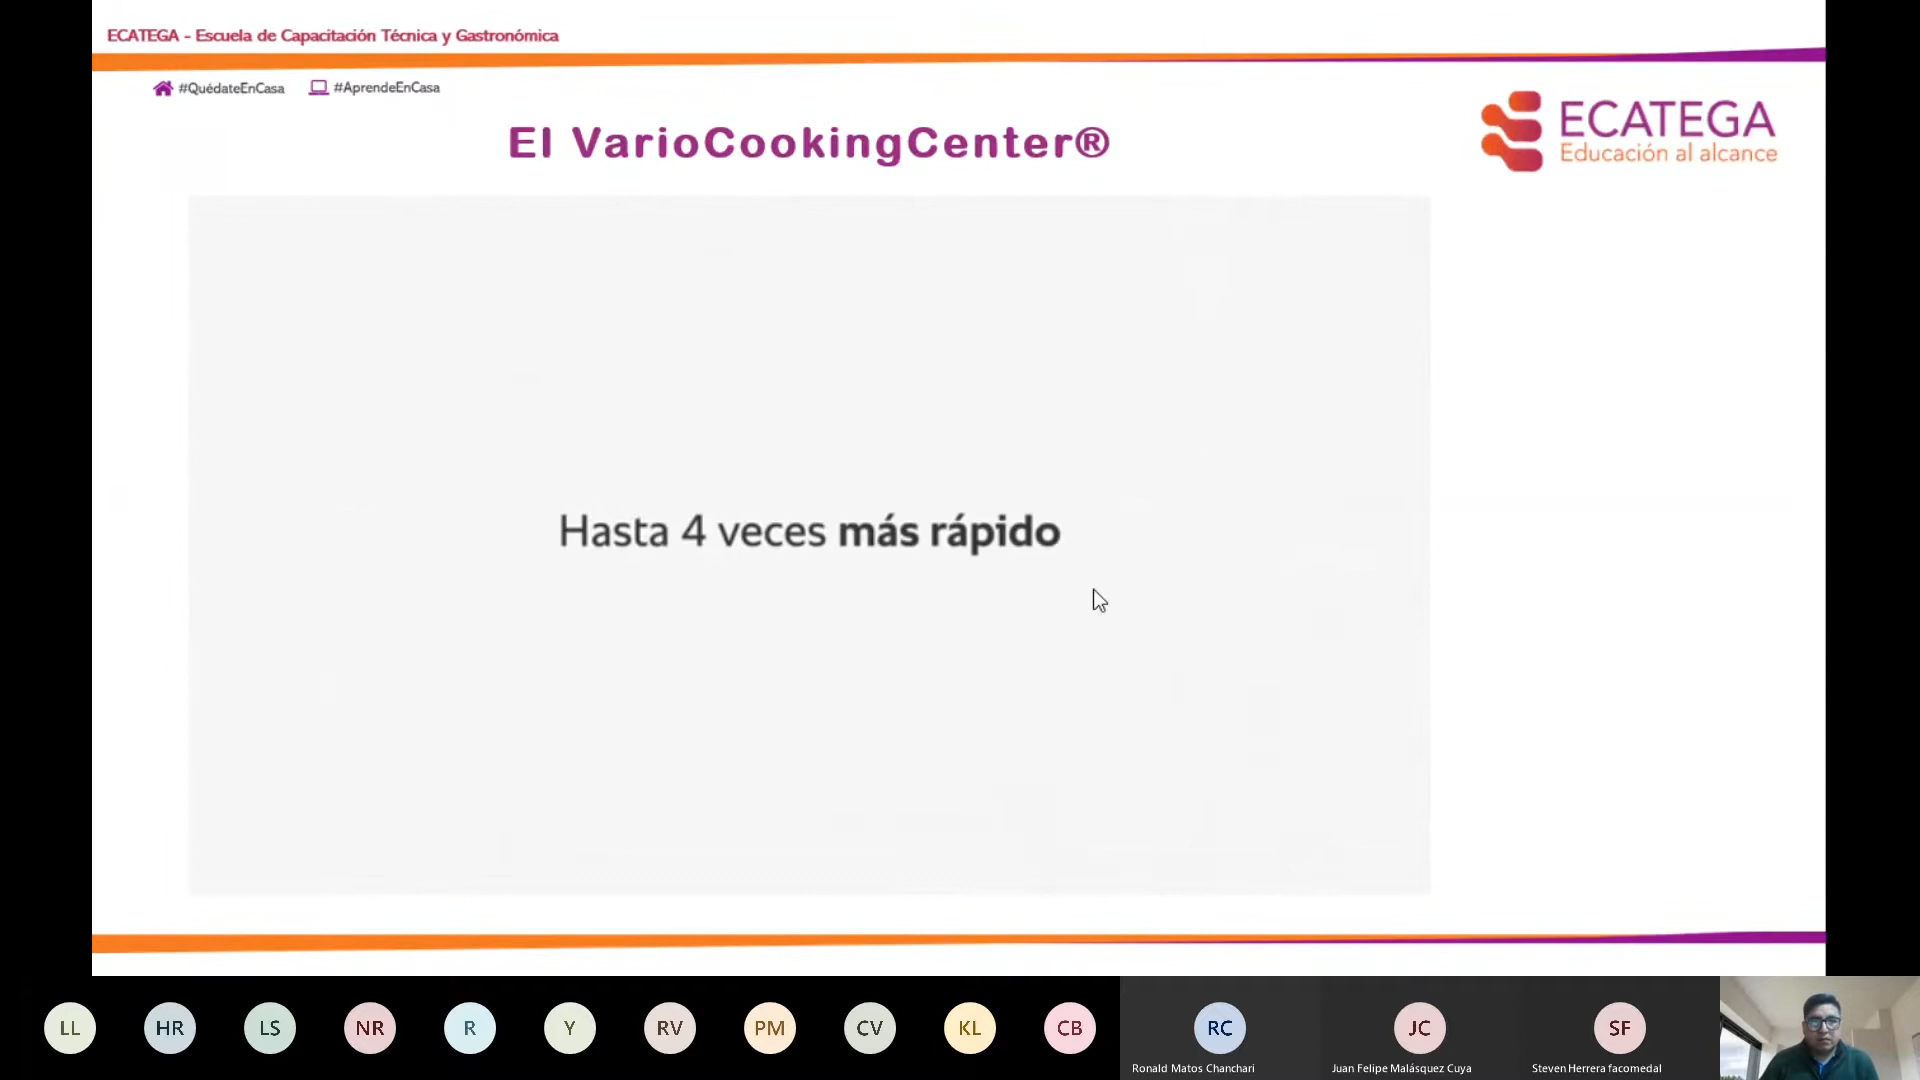 ECATEGA - Escuela de Capacitación Técnica y Gastronómica
#QuédateEnCasa #AprendeEnCasa
El VarioCookingCenter®
ECATEGA
Educación al alcance
Hasta 4 veces más rápido
LL HR LS NR R Y RV PM CV KL CB RC JC SF
Ronald Matos Chanchari Juan Felipe Malásquez Cuya Steven Herrera facomedal